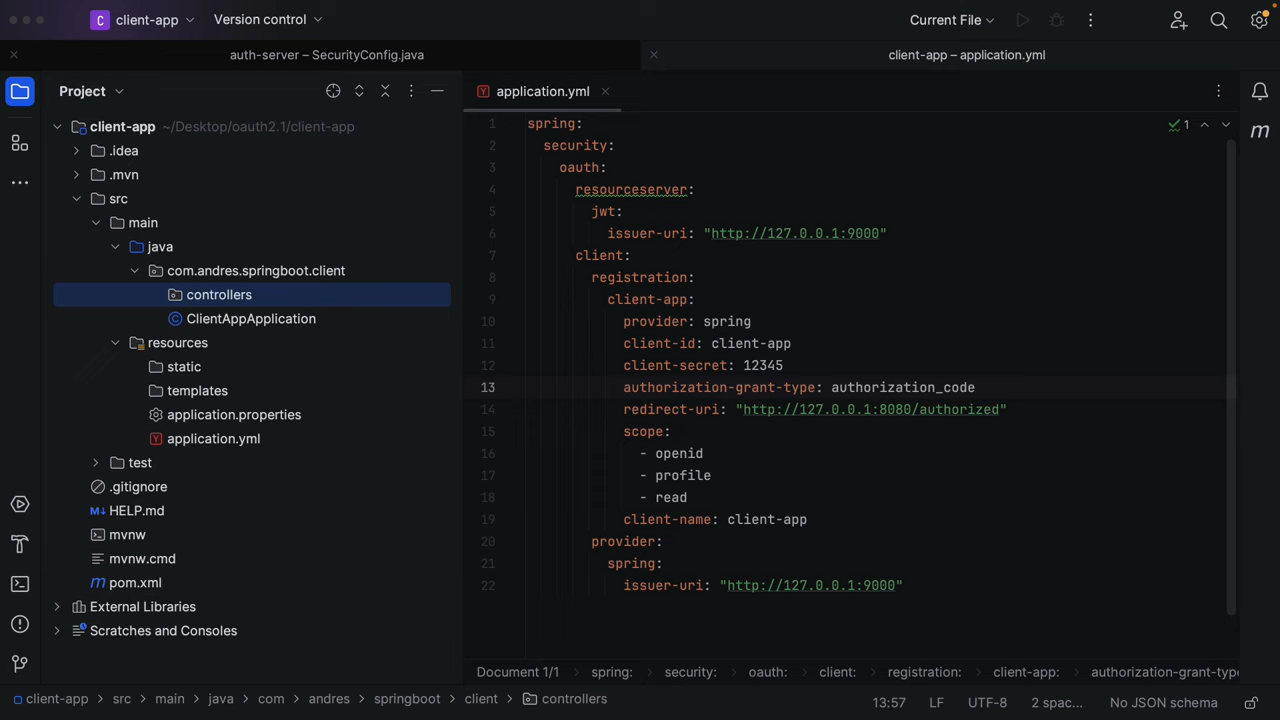 C client-app Version control Current File
auth-server – SecurityConfig.java client-app – application.yml
Project
application.yml
client-app ~/Desktop/oauth2.1/client-app
.idea
.mvn
src
main
java
com.andres.springboot.client
controllers
ClientAppApplication
resources
static
templates
application.properties
application.yml
test
.gitignore
HELP.md
mvnw
mvnw.cmd
pom.xml
External Libraries
Scratches and Consoles
1 spring:
2 security:
3 oauth:
4 resourceserver:
5 jwt:
6 issuer-uri: "http://127.0.0.1:9000"
7 client:
8 registration:
9 client-app:
10 provider: spring
11 client-id: client-app
12 client-secret: 12345
13 authorization-grant-type: authorization_code
14 redirect-uri: "http://127.0.0.1:8080/authorized"
15 scope:
16 - openid
17 - profile
18 - read
19 client-name: client-app
20 provider:
21 spring:
22 issuer-uri: "http://127.0.0.1:9000"
1
m
Document 1/1 spring: security: oauth: client: registration: client-app: authorization-grant-type
client-app src main java com andres springboot client controllers 13:57 LF UTF-8 2 spac... No JSON schema